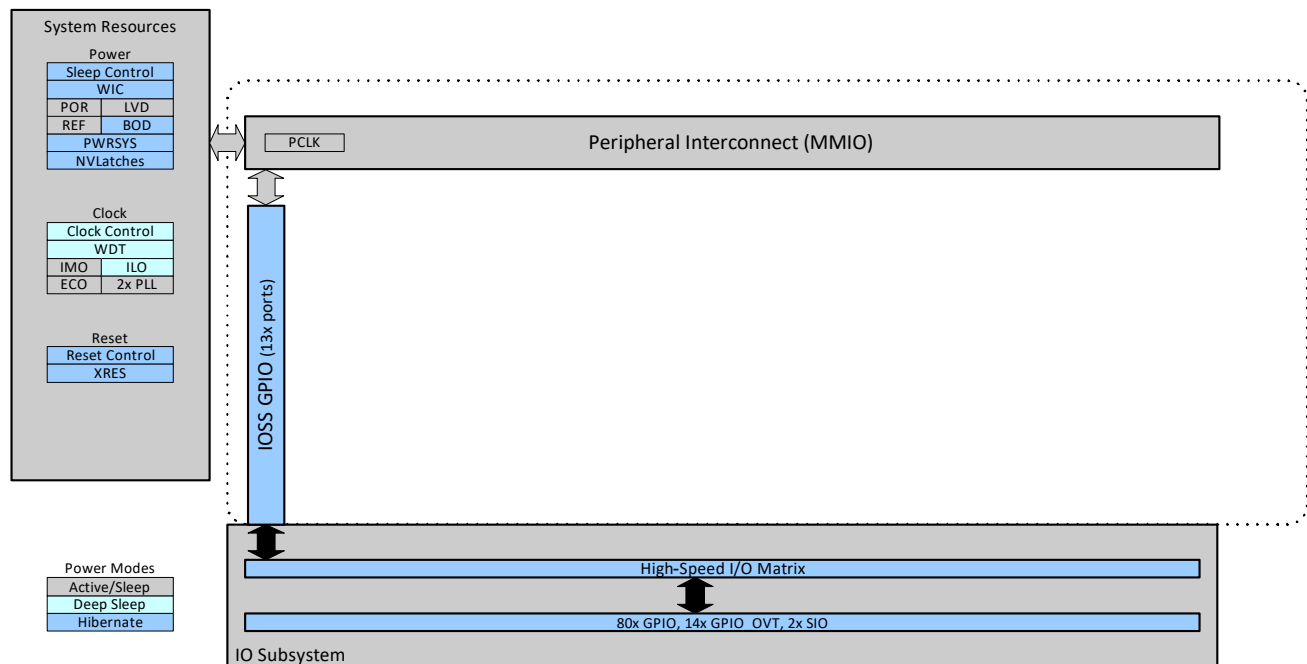 System Resources
Power
Sleep Control
WIC
POR LVD
REF BOD
PWRSYS
NVLatches
Clock
Clock Control
WDT
IMO ILO
ECO 2x PLL
Reset
Reset Control
XRES
PCLK
Peripheral Interconnect (MMIO)
IOSS GPIO (13x ports)
High-Speed I/O Matrix
80x GPIO, 14x GPIO_OVT, 2x SIO
IO Subsystem
Power Modes
Active/Sleep
Deep Sleep
Hibernate